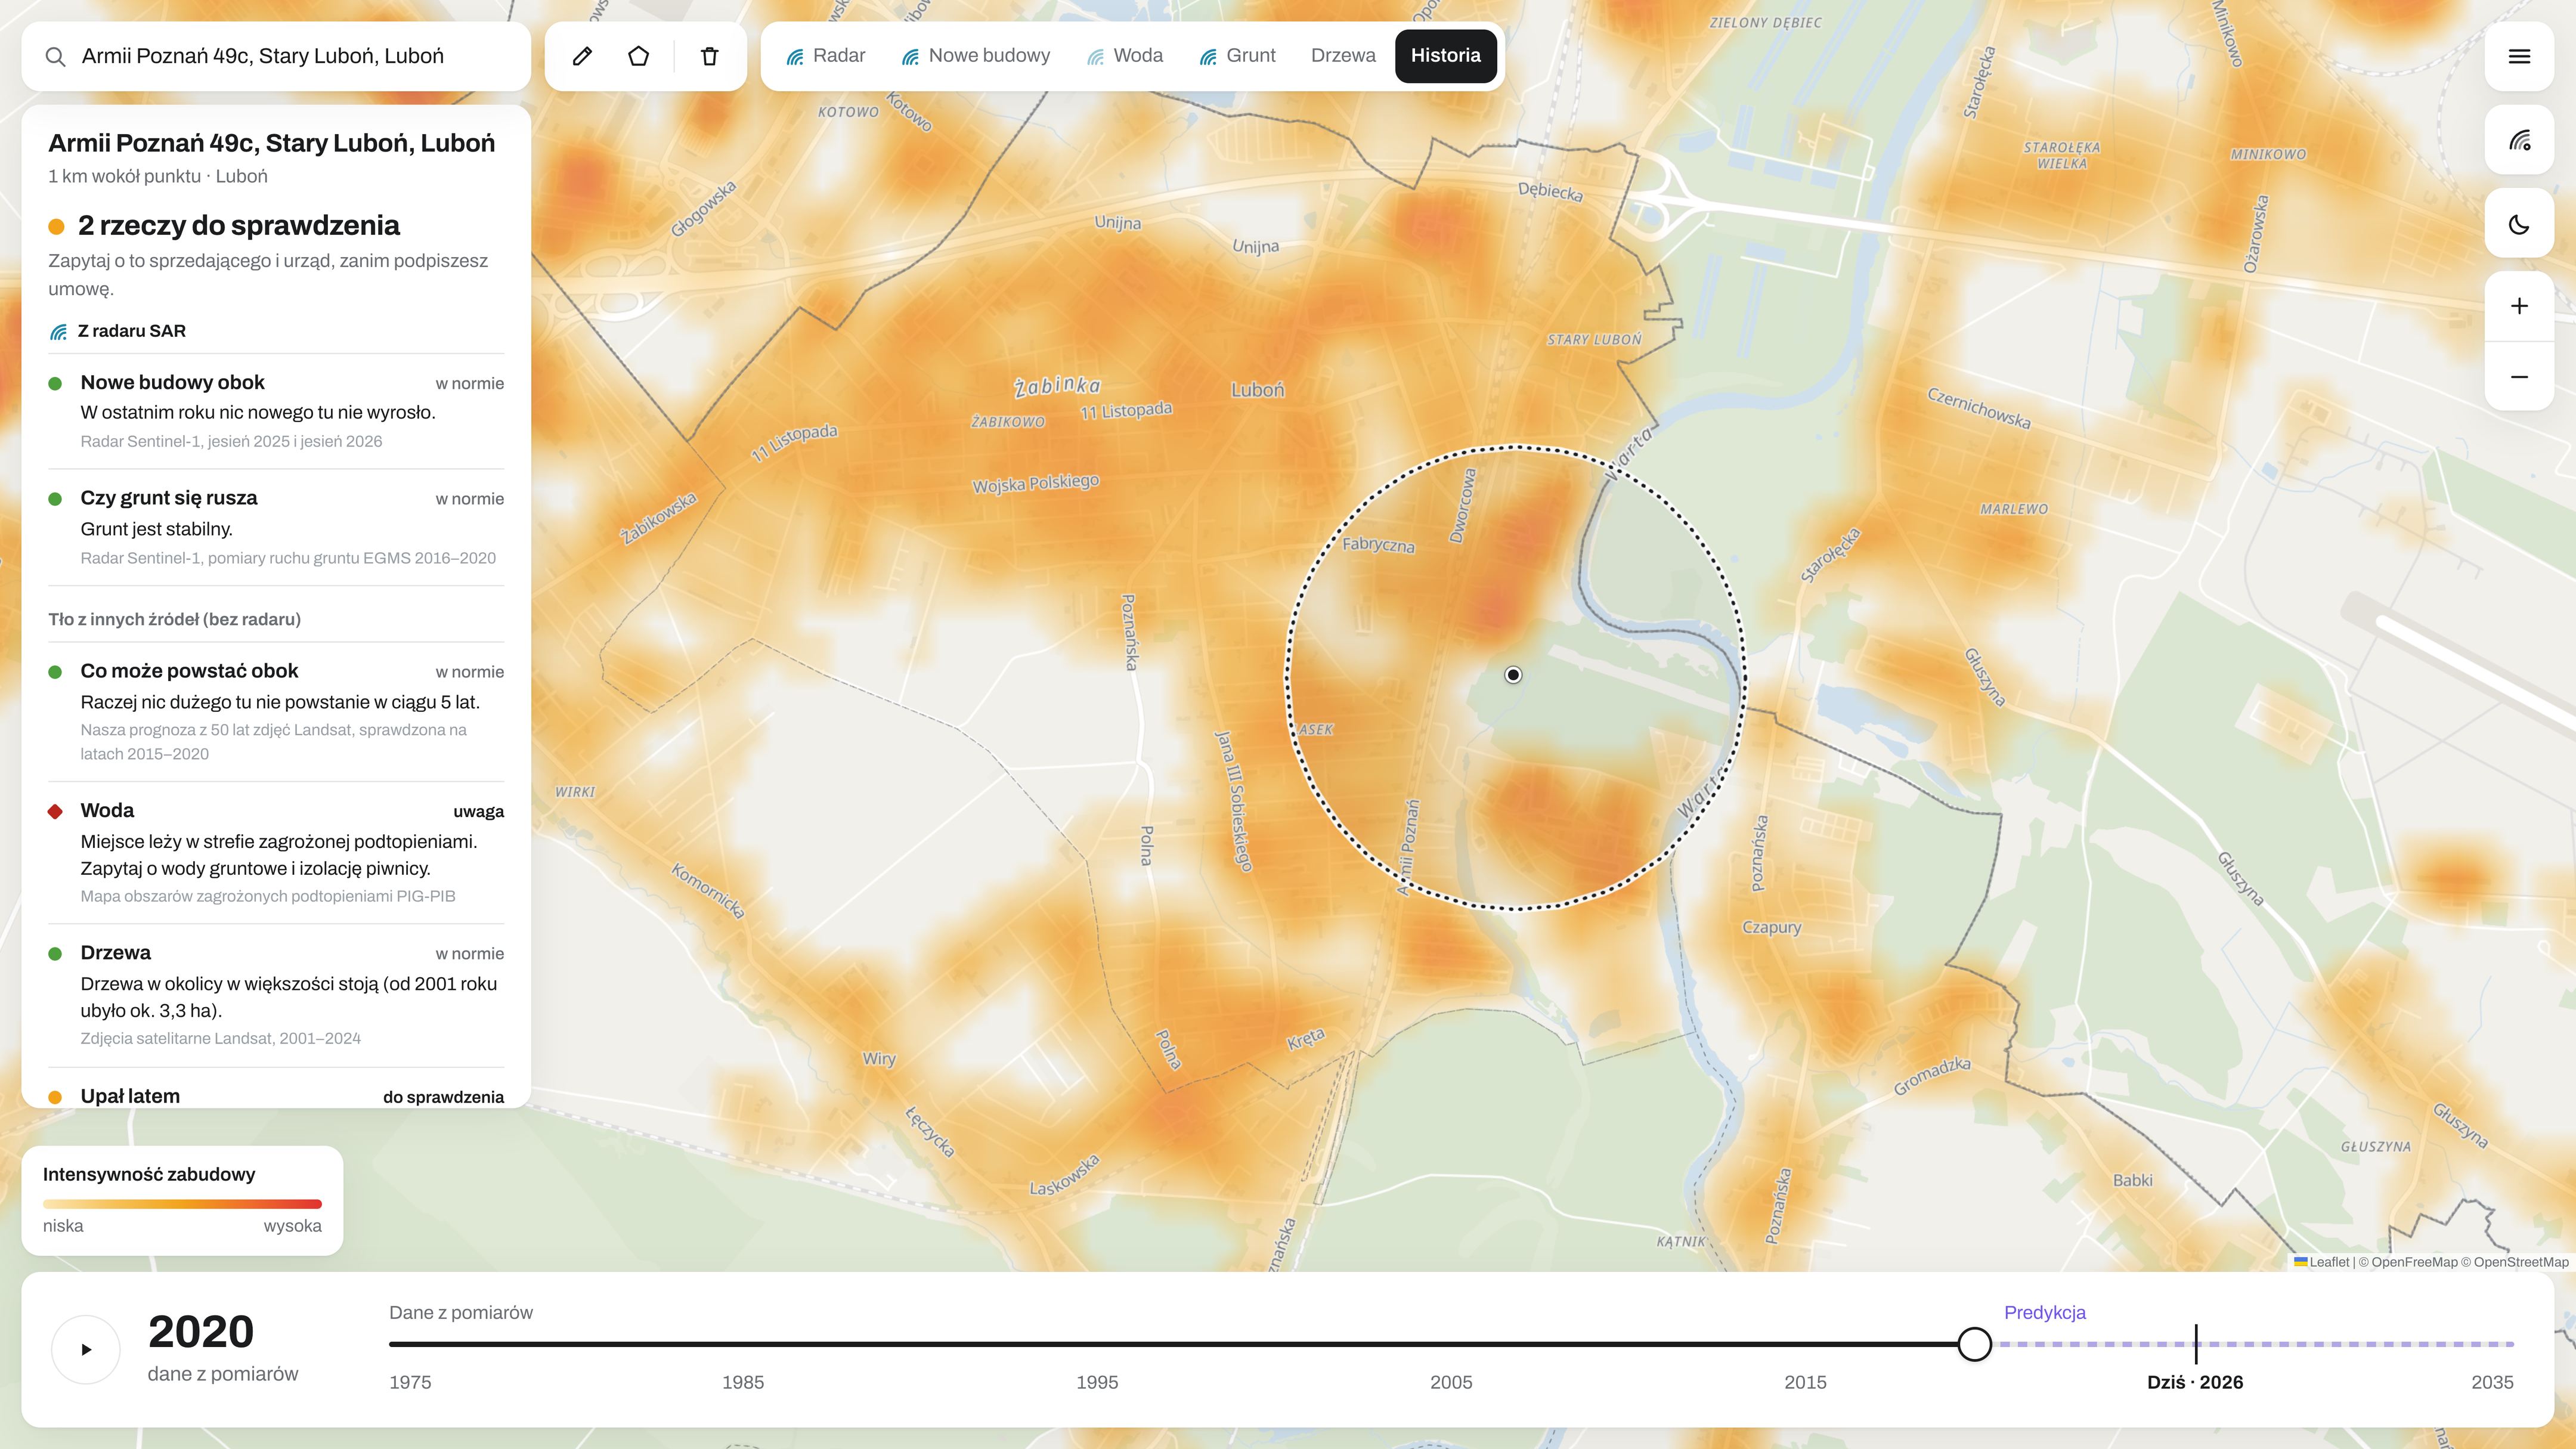 Armii Poznań 49c, Stary Luboń, Luboń
Radar
Nowe budowy
Woda
Grunt
Drzewa
Historia
Armii Poznań 49c, Stary Luboń, Luboń
1 km wokół punktu · Luboń
2 rzeczy do sprawdzenia
Zapytaj o to sprzedającego i urząd, zanim podpiszesz
umowę.
Z radaru SAR
Nowe budowy obok
w normie
W ostatnim roku nic nowego tu nie wyrosło.
Radar Sentinel-1, jesień 2025 i jesień 2026
Czy grunt się rusza
w normie
Grunt jest stabilny.
Radar Sentinel-1, pomiary ruchu gruntu EGMS 2016–2020
Tło z innych źródeł (bez radaru)
Co może powstać obok
w normie
Raczej nic dużego tu nie powstanie w ciągu 5 lat.
Nasza prognoza z 50 lat zdjęć Landsat, sprawdzona na
latach 2015–2020
Woda
uwaga
Miejsce leży w strefie zagrożonej podtopieniami.
Zapytaj o wody gruntowe i izolację piwnicy.
Mapa obszarów zagrożonych podtopieniami PIG-PIB
Drzewa
w normie
Drzewa w okolicy w większości stoją (od 2001 roku
ubyło ok. 3,3 ha).
Zdjęcia satelitarne Landsat, 2001–2024
Upał latem
do sprawdzenia
Intensywność zabudowy
niska
wysoka
ZIELONY DĘBIEC
Minikowo
Starołęcka
KOTOWO
Kotowo
STAROŁĘKA
WIELKA
MINIKOWO
Głogowska
Dębiecka
Unijna
Unijna
Ożarowska
STARY LUBOŃ
Żabinka
Luboń
11 Listopada
ŻABIKOWO
11 Listopada
Czernichowska
Warta
Wojska Polskiego
Dworcowa
Żabikowska
MARLEWO
Fabryczna
Starołęcka
Poznańska
Głuszyna
Jana III Sobieskiego
WIRKI
Warta
Polna
Armii Poznań
Poznańska
Komornicka
Głuszyna
Czapury
Polna
Kręta
Wiry
Gromadzka
Łęczycka
Głuszyna
GŁUSZYNA
Laskowska
Babki
Poznańska
KĄTNIK
Leaflet | © OpenFreeMap © OpenStreetMap
2020
dane z pomiarów
Dane z pomiarów
Predykcja
1975
1985
1995
2005
2015
Dziś · 2026
2035